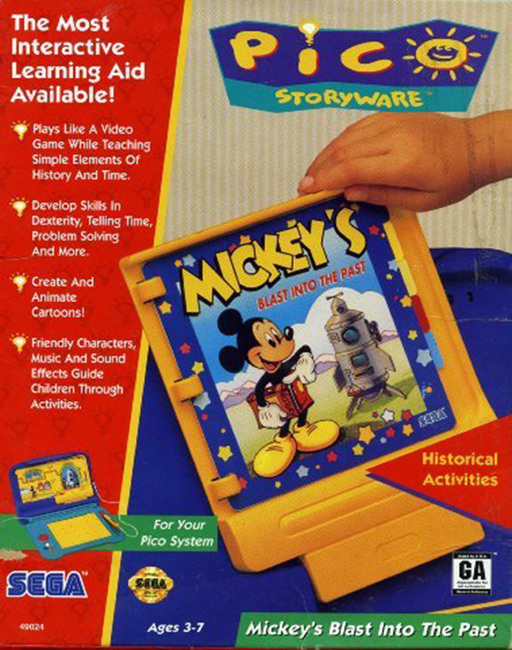 The Most
Interactive
Learning Aid
Available!
Plays Like A Video
Game While Teaching
Simple Elements Of
History And Time.
Develop Skills In
Dexterity, Telling Time,
Problem Solving
And More.
Create And
Animate
Cartoons!
Friendly Characters,
Music And Sound
Effects Guide
Children Through
Activities.
PICO
STORYWARE™
MICKEY'S
BLAST INTO THE PAST
SEGA
Historical
Activities
For Your
Pico System
SEGA™
SEGA
GA
49024
Ages 3-7
Mickey's Blast Into The Past